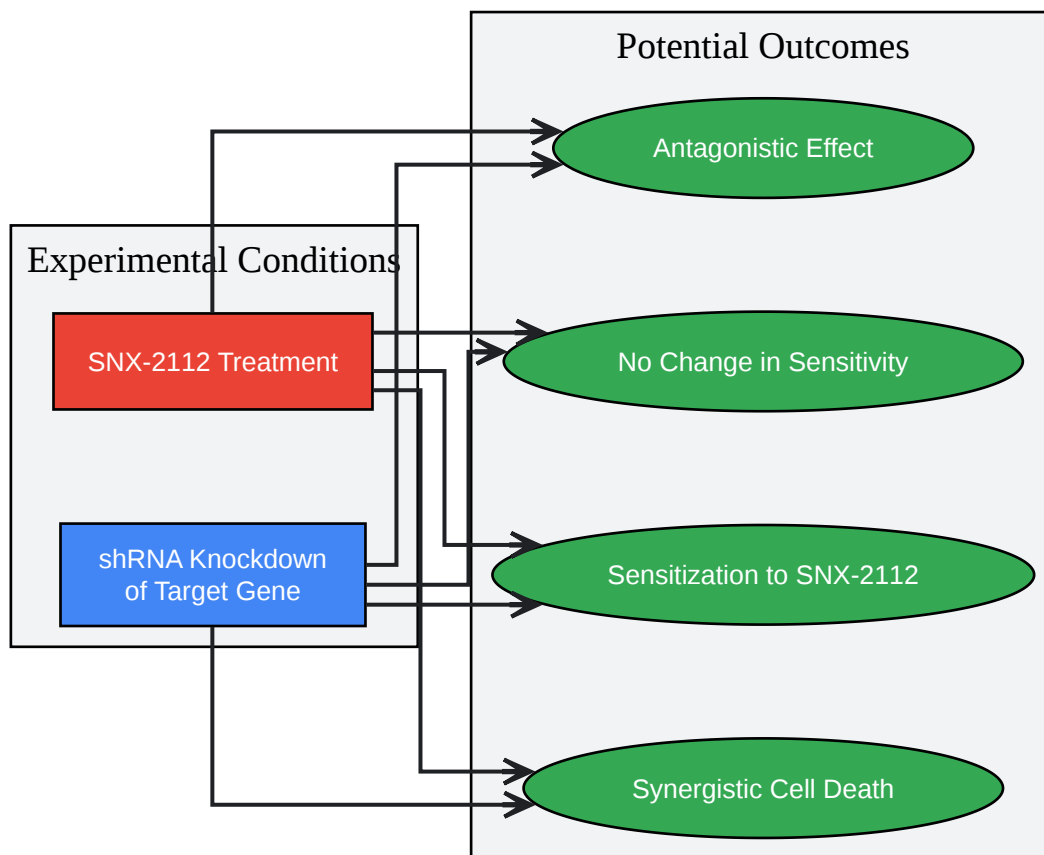 Potential Outcomes
Antagonistic Effect
Experimental Conditions
SNX-2112 Treatment
No Change in Sensitivity
shRNA Knockdown
of Target Gene
Sensitization to SNX-2112
Synergistic Cell Death